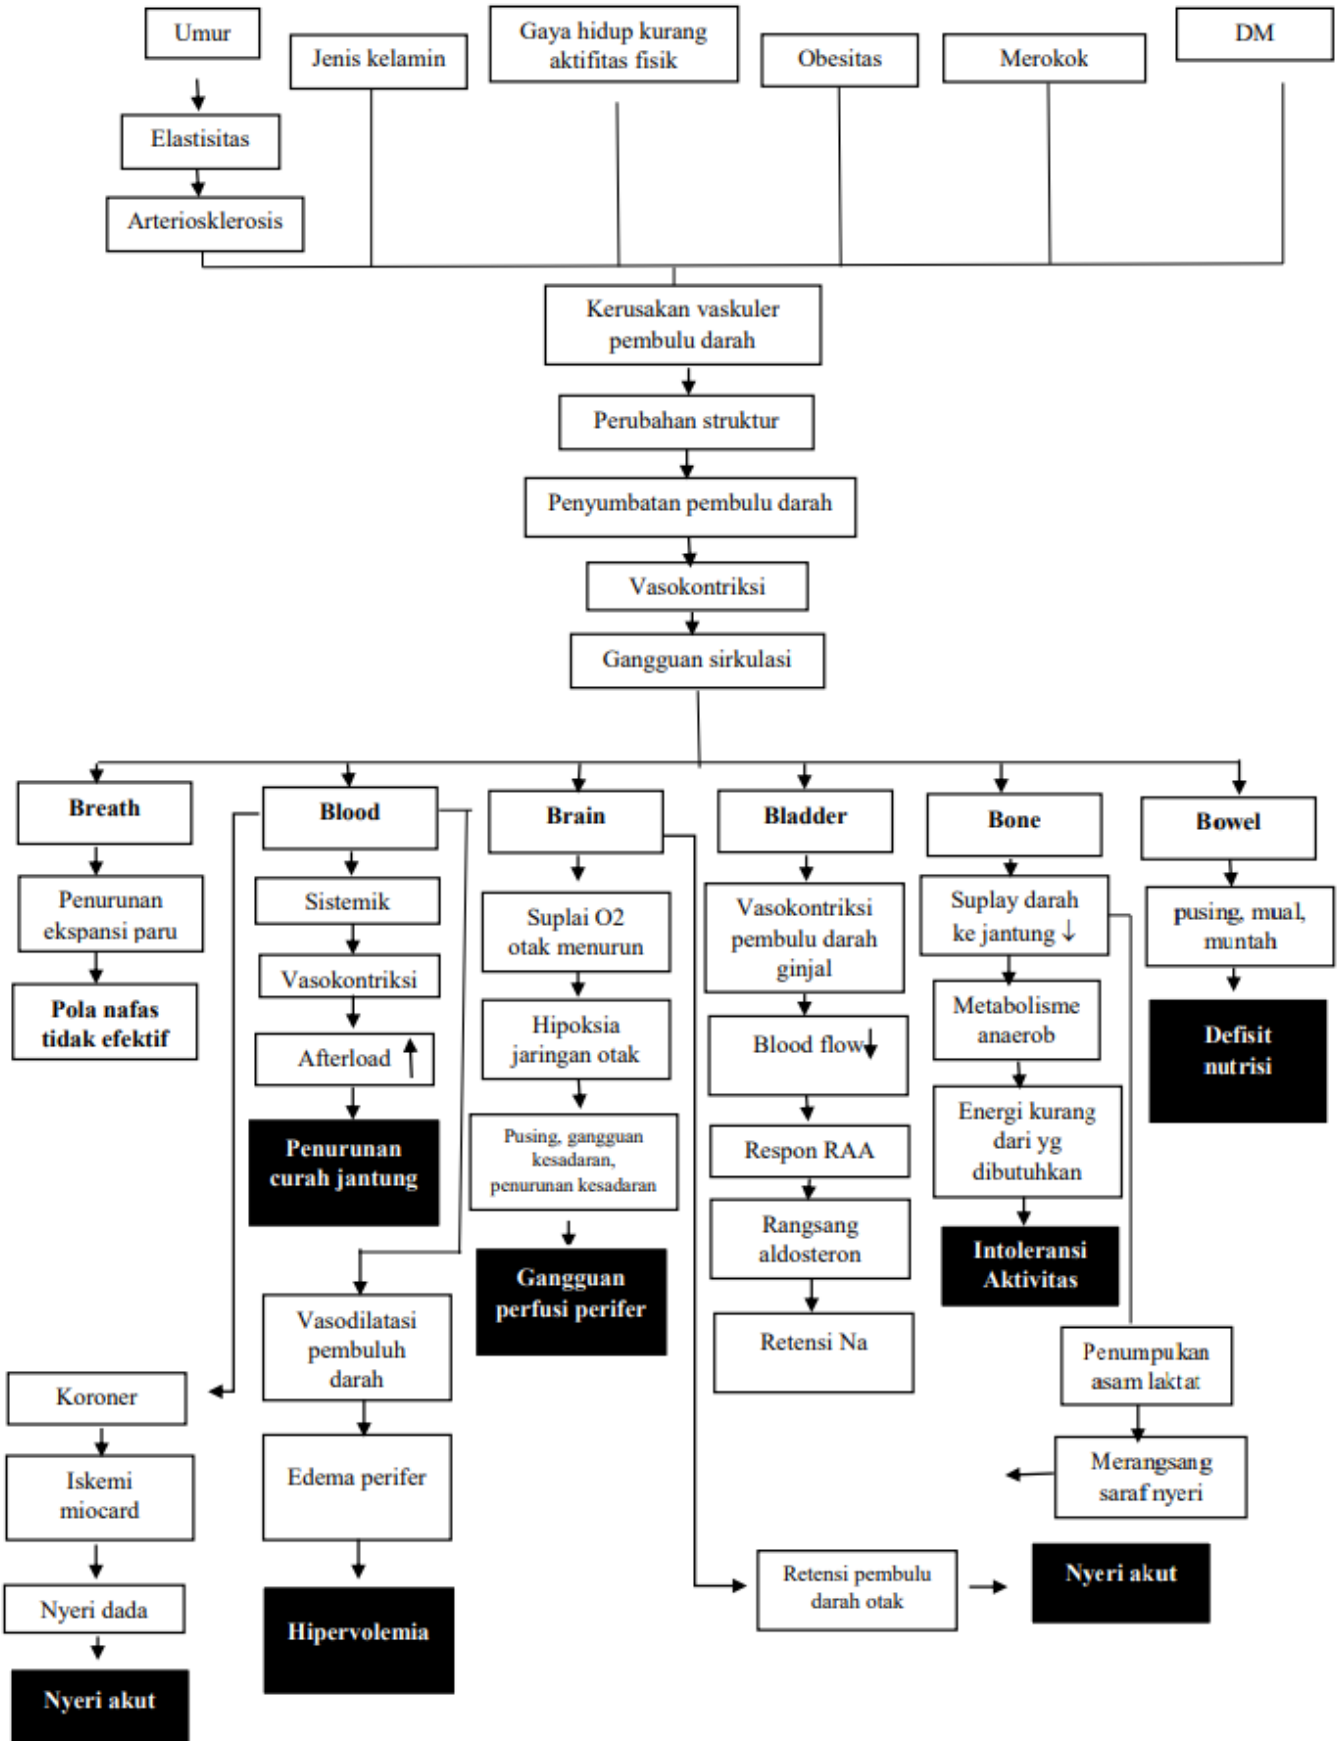 Umur
Jenis kelamin
Gaya hidup kurang
aktifitas fisik
Obesitas
Merokok
DM
Elastisitas
Arteriosklerosis
Kerusakan vaskuler
pembulu darah
Perubahan struktur
Penyumbatan pembulu darah
Vasokontriksi
Gangguan sirkulasi
Breath
Penurunan
ekspansi paru
Pola nafas
tidak efektif
Blood
Sistemik
Vasokontriksi
Afterload ↑
Penurunan
curah jantung
Vasodilatasi
pembuluh
darah
Edema perifer
Hipervolemia
Koroner
Iskemi
miocard
Nyeri dada
Nyeri akut
Brain
Suplai O2
otak menurun
Hipoksia
jaringan otak
Pusing, gangguan
kesadaran,
penurunan kesadaran
Gangguan
perfusi perifer
Retensi pembulu
darah otak
Nyeri akut
Bladder
Vasokontriksi
pembulu darah
ginjal
Blood flow↓
Respon RAA
Rangsang
aldosteron
Retensi Na
Bone
Suplay darah
ke jantung ↓
Metabolisme
anaerob
Energi kurang
dari yg
dibutuhkan
Intoleransi
Aktivitas
Penumpukan
asam laktat
Merangsang
saraf nyeri
Bowel
pusing, mual,
muntah
Defisit
nutrisi